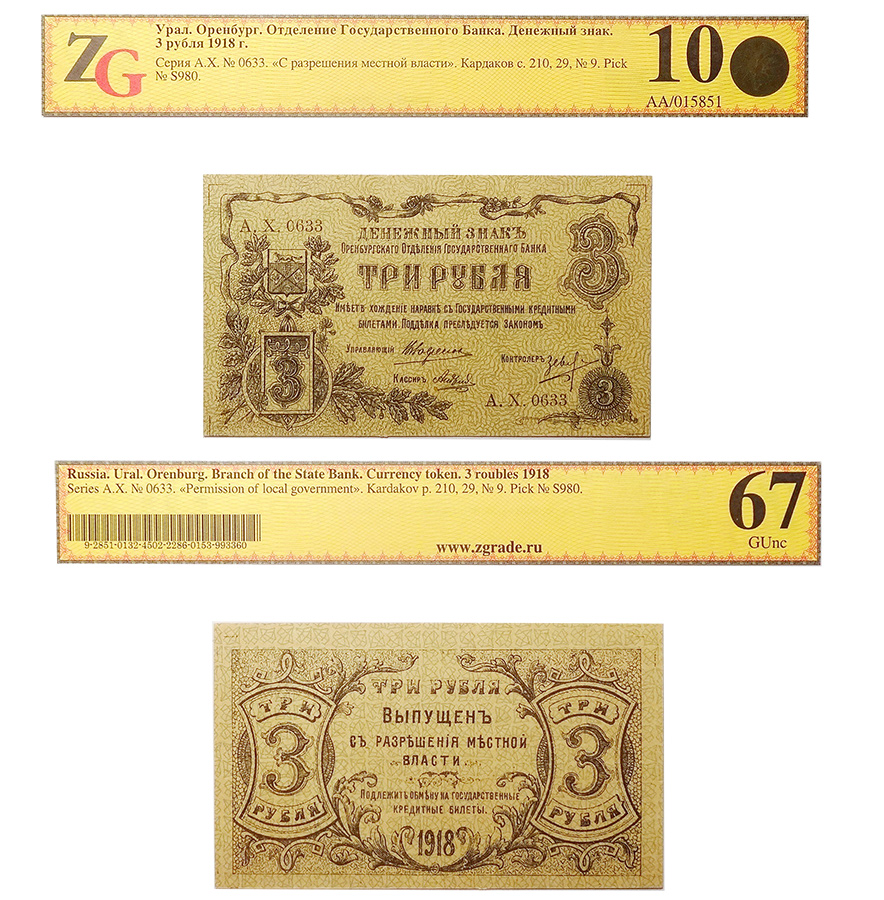 ZG
Урал. Оренбург. Отделение Государственного Банка. Денежный знак.
3 рубля 1918 г.
Серия А.Х. № 0633. «С разрешения местной власти». Кардаков с. 210, 29, № 9. Pick
№ S980.
10
AA/015851
А. Х. 0633
ДЕНЕЖНЫЙ ЗНАКЪ
ОРЕНБУРГСКАГО ОТДѢЛЕНІЯ ГОСУДАРСТВЕННАГО БАНКА
3
ТРИ РУБЛЯ
ИМѢЕТЪ ХОЖДЕНІЕ НАРАВНѢ СЪ ГОСУДАРСТВЕННЫМИ КРЕДИТНЫМИ
БИЛЕТАМИ. ПОДДѢЛКА ПРЕСЛѢДУЕТСЯ ЗАКОНОМЪ
УПРАВЛЯЮЩІЙ
КОНТРОЛЕРЪ
КАССИРЪ
3
3
А. Х. 0633
Russia. Ural. Orenburg. Branch of the State Bank. Currency token. 3 roubles 1918
Series A.X. № 0633. «Permission of local government». Kardakov p. 210, 29, № 9. Pick № S980.
67
GUnc
9-2851-0132-4502-2286-0153-993360
www.zgrade.ru
ТРИ РУБЛЯ
ТРИ
3
РУБЛЯ
ВЫПУЩЕНЪ
СЪ РАЗРѢШЕНІЯ МѢСТНОЙ
ВЛАСТИ.
ПОДЛЕЖИТЪ ОБМѢНУ НА ГОСУДАРСТВЕННЫЕ
КРЕДИТНЫЕ БИЛЕТЫ.
1918
ТРИ
3
РУБЛЯ